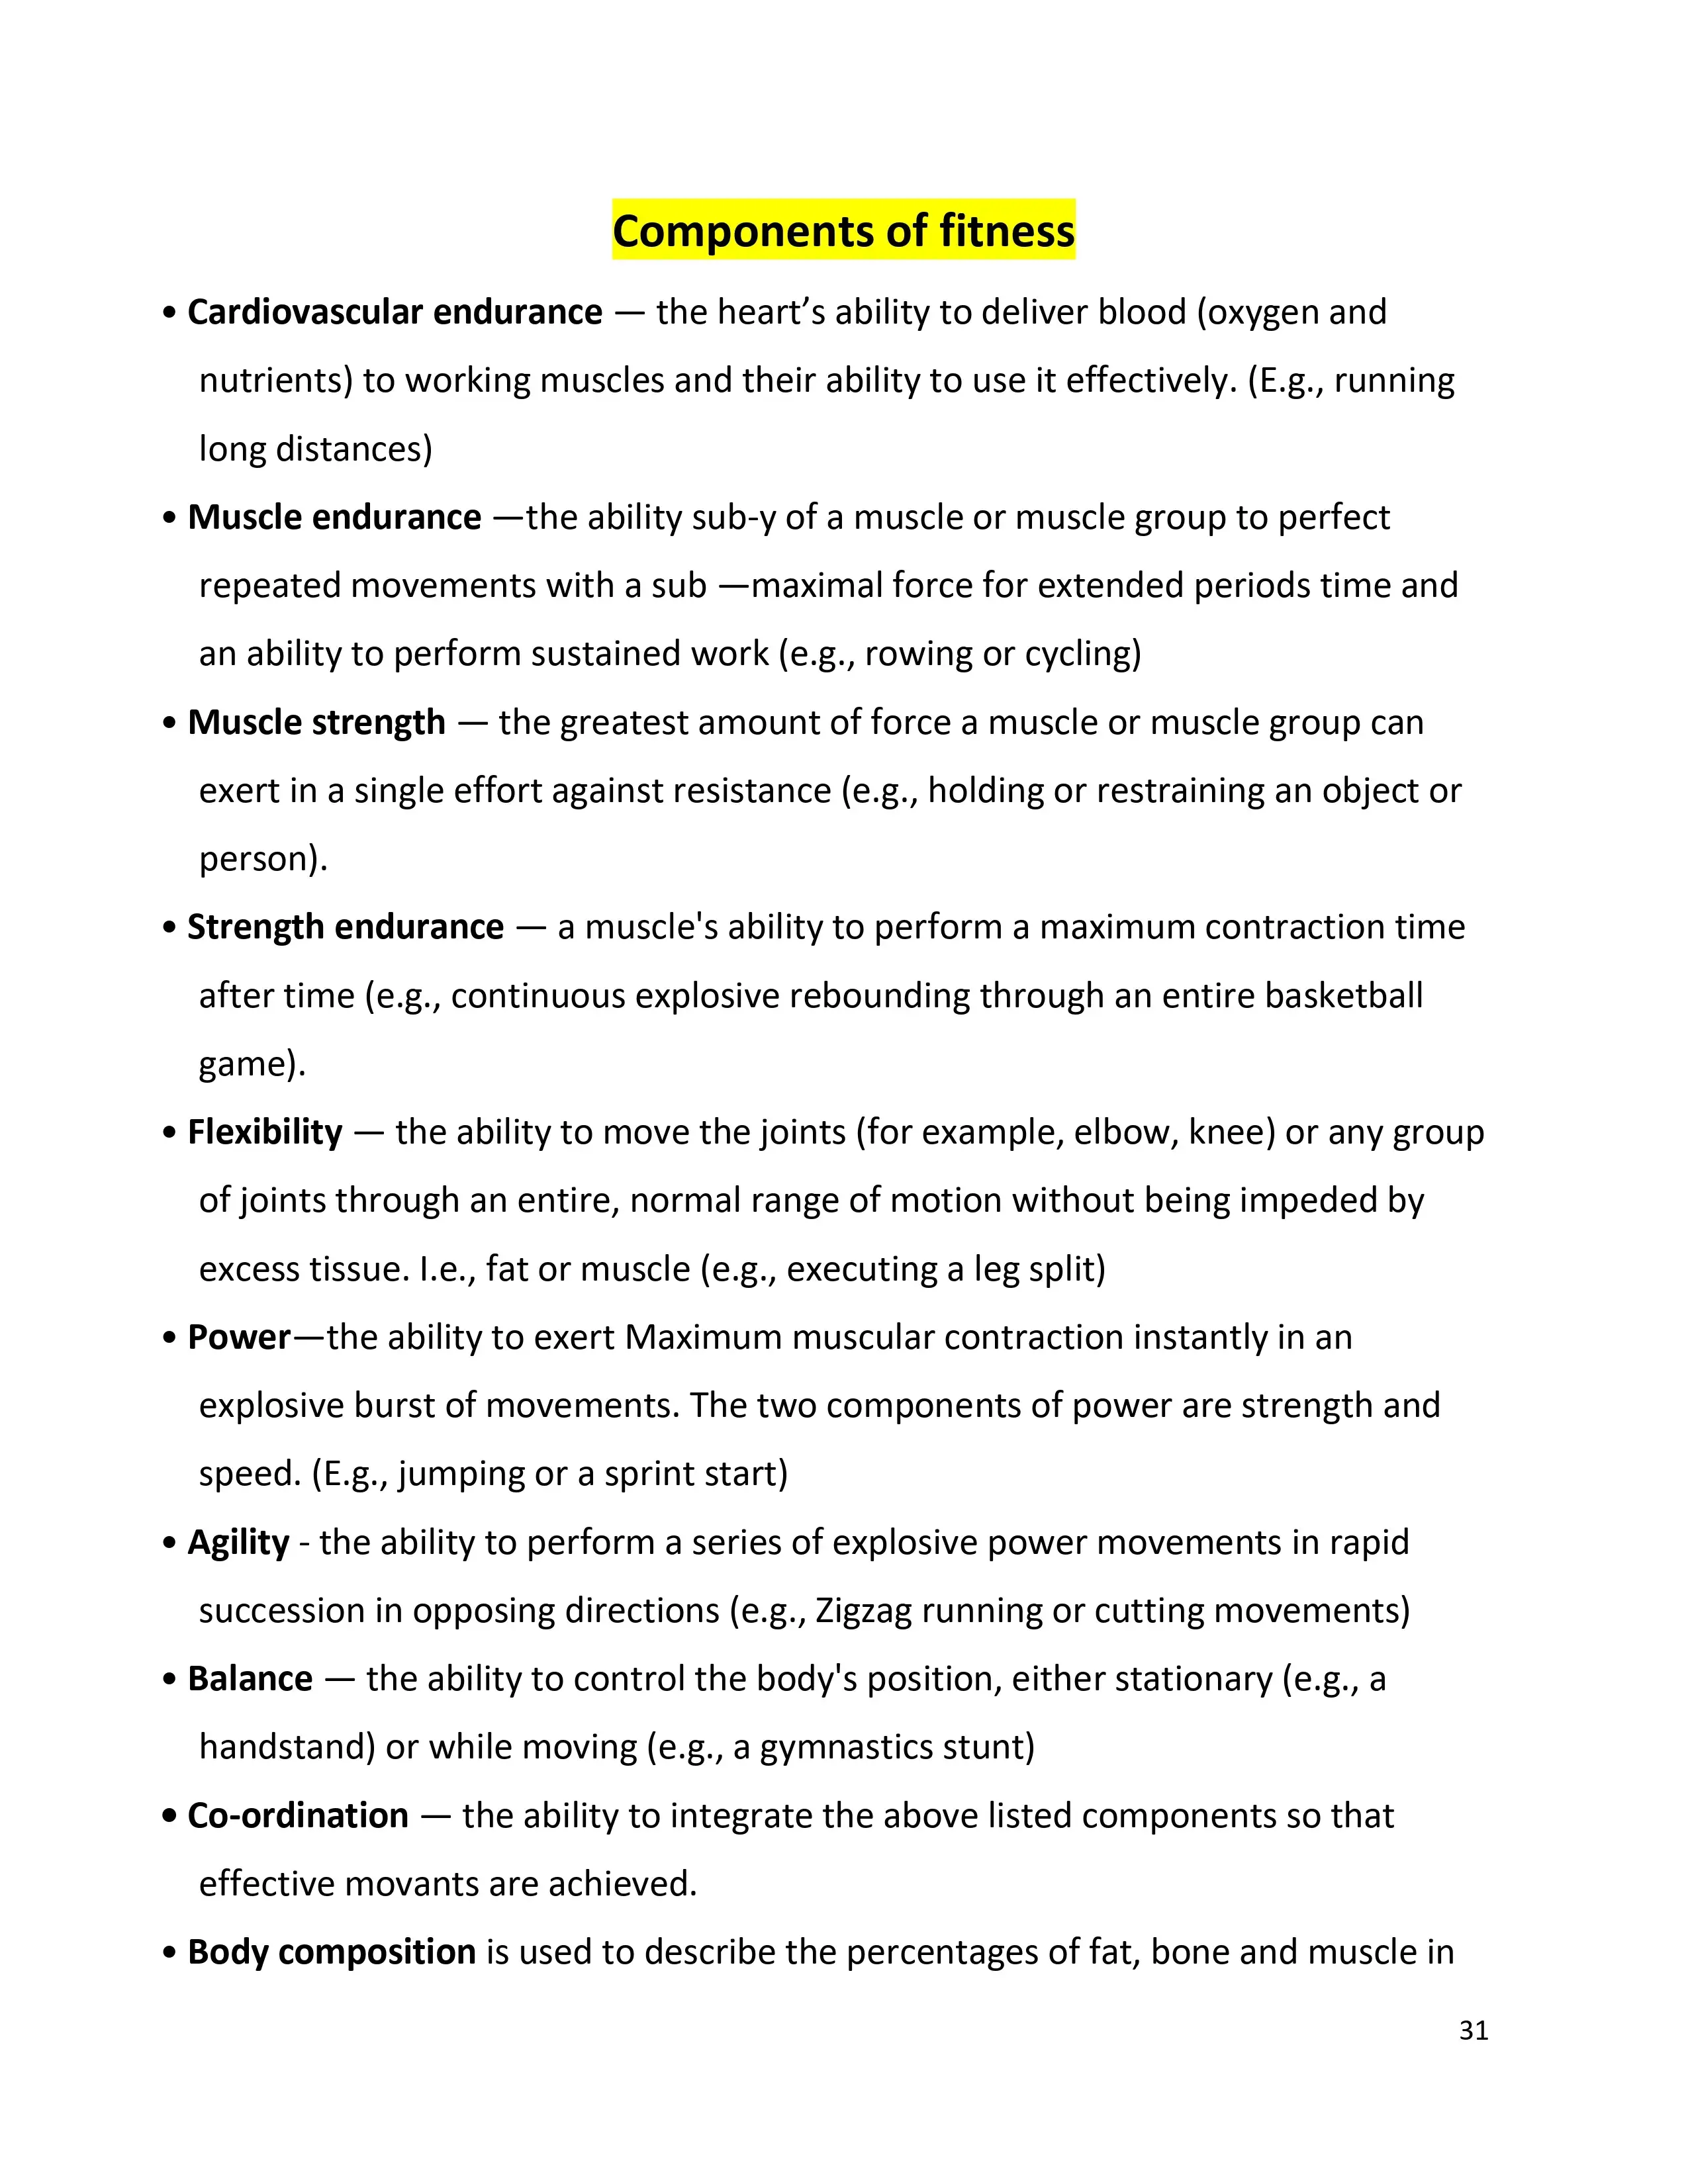 Components of fitness
• Cardiovascular endurance — the heart’s ability to deliver blood (oxygen and
nutrients) to working muscles and their ability to use it effectively. (E.g., running
long distances)
• Muscle endurance —the ability sub-y of a muscle or muscle group to perfect
repeated movements with a sub —maximal force for extended periods time and
an ability to perform sustained work (e.g., rowing or cycling)
• Muscle strength — the greatest amount of force a muscle or muscle group can
exert in a single effort against resistance (e.g., holding or restraining an object or
person).
• Strength endurance — a muscle's ability to perform a maximum contraction time
after time (e.g., continuous explosive rebounding through an entire basketball
game).
• Flexibility — the ability to move the joints (for example, elbow, knee) or any group
of joints through an entire, normal range of motion without being impeded by
excess tissue. I.e., fat or muscle (e.g., executing a leg split)
• Power—the ability to exert Maximum muscular contraction instantly in an
explosive burst of movements. The two components of power are strength and
speed. (E.g., jumping or a sprint start)
• Agility - the ability to perform a series of explosive power movements in rapid
succession in opposing directions (e.g., Zigzag running or cutting movements)
• Balance — the ability to control the body's position, either stationary (e.g., a
handstand) or while moving (e.g., a gymnastics stunt)
• Co-ordination — the ability to integrate the above listed components so that
effective movants are achieved.
• Body composition is used to describe the percentages of fat, bone and muscle in
31